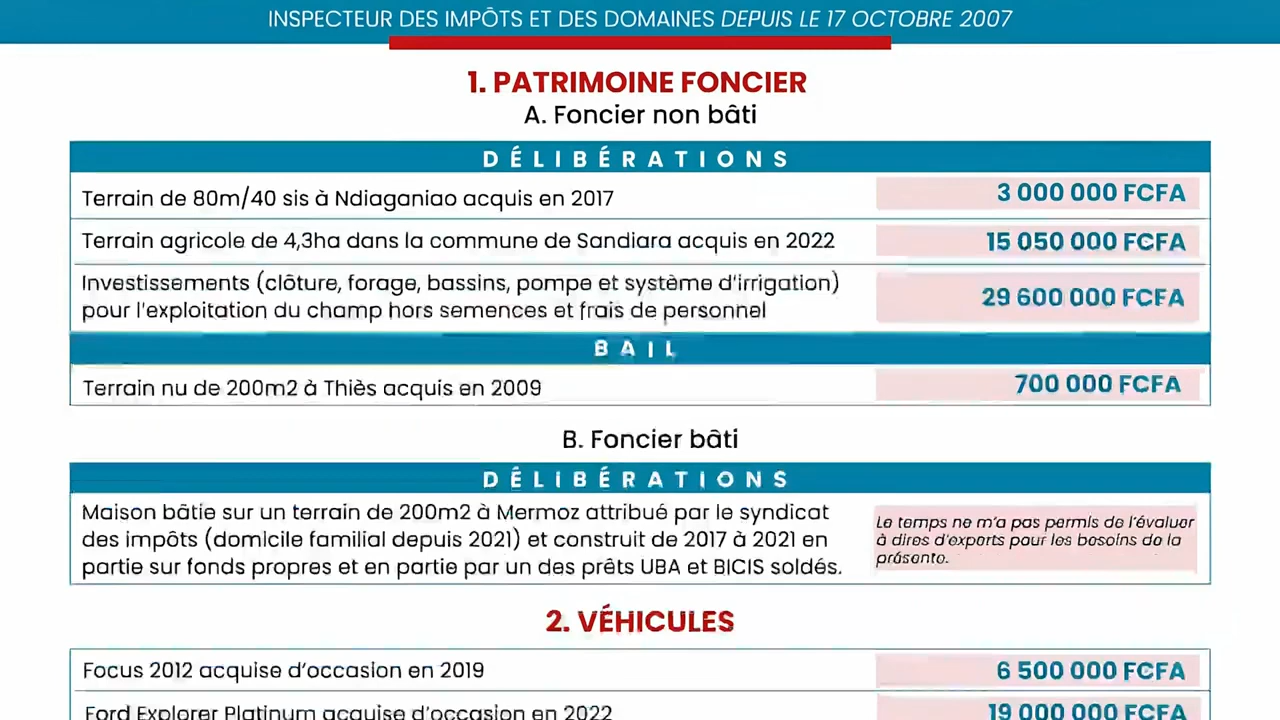 INSPECTEUR DES IMPÔTS ET DES DOMAINES DEPUIS LE 17 OCTOBRE 2007
1. PATRIMOINE FONCIER
A. Foncier non bâti
DÉLIBÉRATIONS
Terrain de 80m/40 sis à Ndiaganiao acquis en 2017
3 000 000 FCFA
Terrain agricole de 4,3ha dans la commune de Sandiara acquis en 2022
15 050 000 FCFA
Investissements (clôture, forage, bassins, pompe et système d'irrigation)
pour l'exploitation du champ hors semences et frais de personnel
29 600 000 FCFA
BAIL
Terrain nu de 200m2 à Thiès acquis en 2009
700 000 FCFA
B. Foncier bâti
DÉLIBÉRATIONS
Maison bâtie sur un terrain de 200m2 à Mermoz attribué par le syndicat
des impôts (domicile familial depuis 2021) et construit de 2017 à 2021 en
partie sur fonds propres et en partie par un des prêts UBA et BICIS soldés.
Le temps ne m'a pas permis de l'évaluer
à dires d'experts pour les besoins de la
présente.
2. VÉHICULES
Focus 2012 acquise d'occasion en 2019
6 500 000 FCFA
Ford Explorer Platinum acquise d'occasion en 2022
19 000 000 FCFA